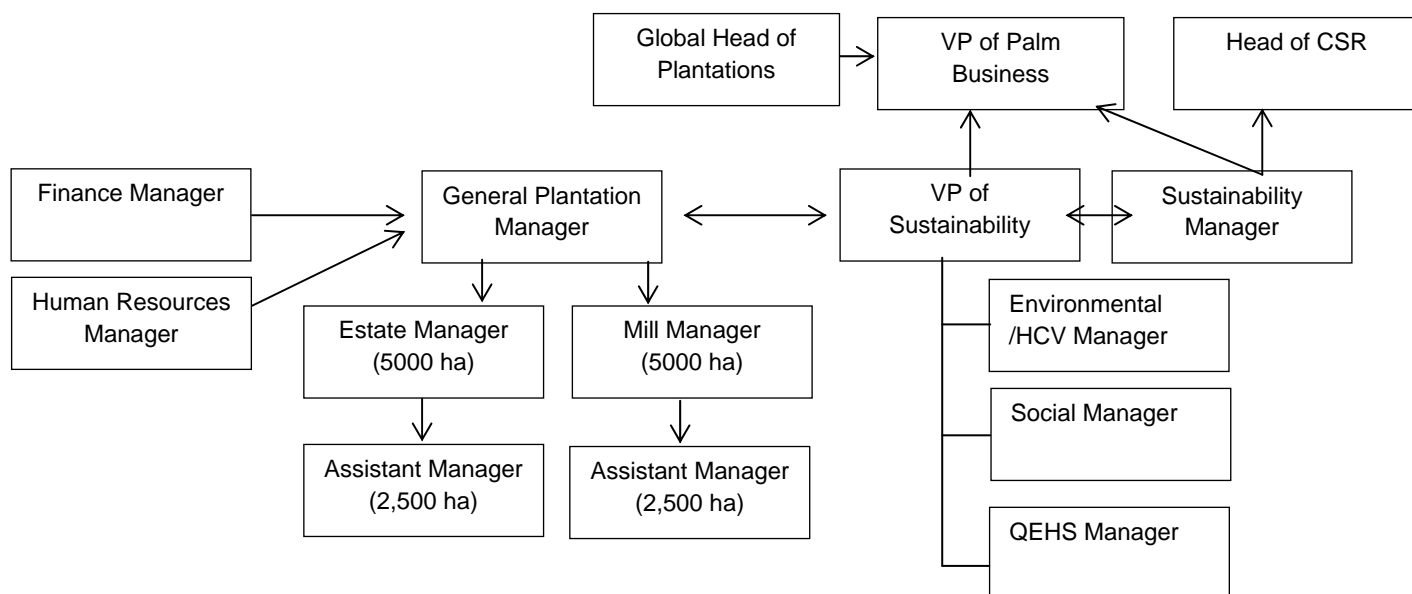 Global Head of
Plantations
VP of Palm
Business
Head of CSR
Finance Manager
General Plantation
Manager
VP of
Sustainability
Sustainability
Manager
Human Resources
Manager
Estate Manager
(5000 ha)
Mill Manager
(5000 ha)
Environmental
/HCV Manager
Social Manager
Assistant Manager
(2,500 ha)
Assistant Manager
(2,500 ha)
QEHS Manager